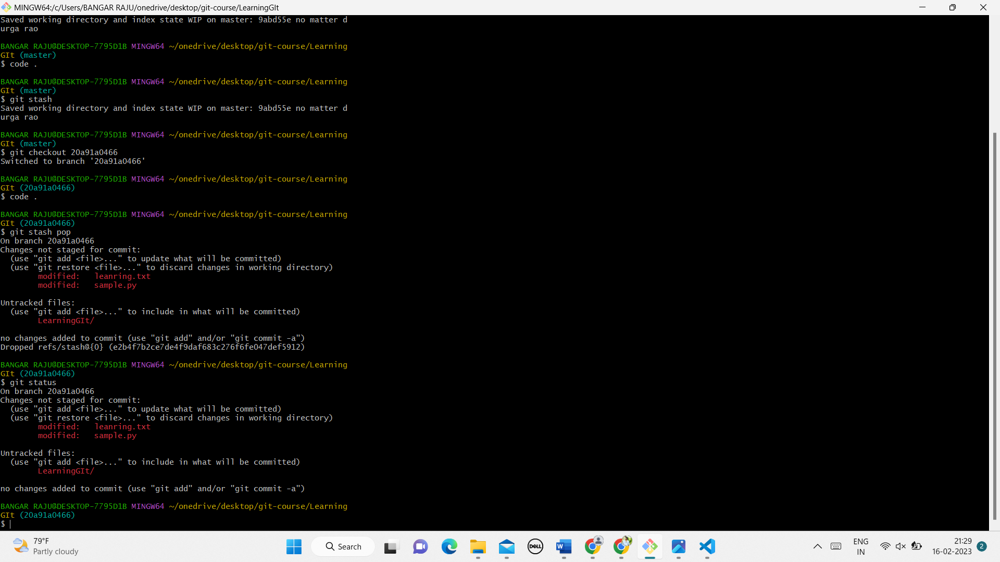 MINGW64:/c/Users/BANGAR RAJU/onedrive/desktop/git-course/LearningGIt
Saved working directory and index state WIP on master: 9abd55e no matter d
urga rao
BANGAR RAJU@DESKTOP-7795D1B MINGW64 ~/onedrive/desktop/git-course/Learning
GIt (master)
$ code .
BANGAR RAJU@DESKTOP-7795D1B MINGW64 ~/onedrive/desktop/git-course/Learning
GIt (master)
$ git stash
Saved working directory and index state WIP on master: 9abd55e no matter d
urga rao
BANGAR RAJU@DESKTOP-7795D1B MINGW64 ~/onedrive/desktop/git-course/Learning
GIt (master)
$ git checkout 20a91a0466
Switched to branch '20a91a0466'
BANGAR RAJU@DESKTOP-7795D1B MINGW64 ~/onedrive/desktop/git-course/Learning
GIt (20a91a0466)
$ code .
BANGAR RAJU@DESKTOP-7795D1B MINGW64 ~/onedrive/desktop/git-course/Learning
GIt (20a91a0466)
$ git stash pop
On branch 20a91a0466
Changes not staged for commit:
  (use "git add <file>..." to update what will be committed)
  (use "git restore <file>..." to discard changes in working directory)
        modified:   leanring.txt
        modified:   sample.py
Untracked files:
  (use "git add <file>..." to include in what will be committed)
        LearningGIt/
no changes added to commit (use "git add" and/or "git commit -a")
Dropped refs/stash@{0} (e2b4f7b2ce7de4f9daf683c276f6fe047def5912)
BANGAR RAJU@DESKTOP-7795D1B MINGW64 ~/onedrive/desktop/git-course/Learning
GIt (20a91a0466)
$ git status
On branch 20a91a0466
Changes not staged for commit:
  (use "git add <file>..." to update what will be committed)
  (use "git restore <file>..." to discard changes in working directory)
        modified:   leanring.txt
        modified:   sample.py
Untracked files:
  (use "git add <file>..." to include in what will be committed)
        LearningGIt/
no changes added to commit (use "git add" and/or "git commit -a")
BANGAR RAJU@DESKTOP-7795D1B MINGW64 ~/onedrive/desktop/git-course/Learning
GIt (20a91a0466)
$
79°F
Partly cloudy
Search
DELL
W
ENG
IN
21:29
16-02-2023
2